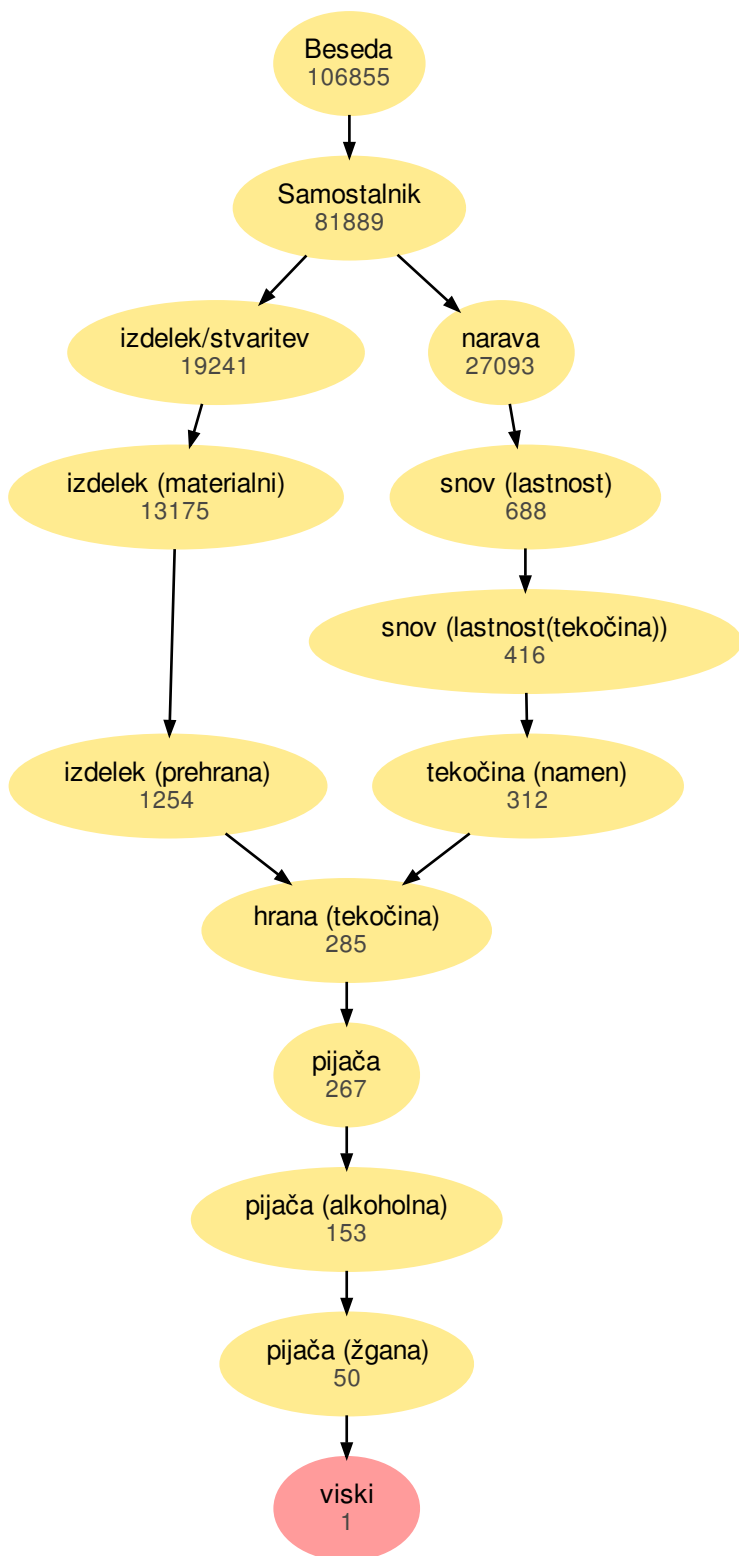 Beseda
106855
Samostalnik
81889
izdelek/stvaritev
19241
narava
27093
izdelek (materialni)
13175
snov (lastnost)
688
snov (lastnost(tekočina))
416
izdelek (prehrana)
1254
tekočina (namen)
312
hrana (tekočina)
285
pijača
267
pijača (alkoholna)
153
pijača (žgana)
50
viski
1